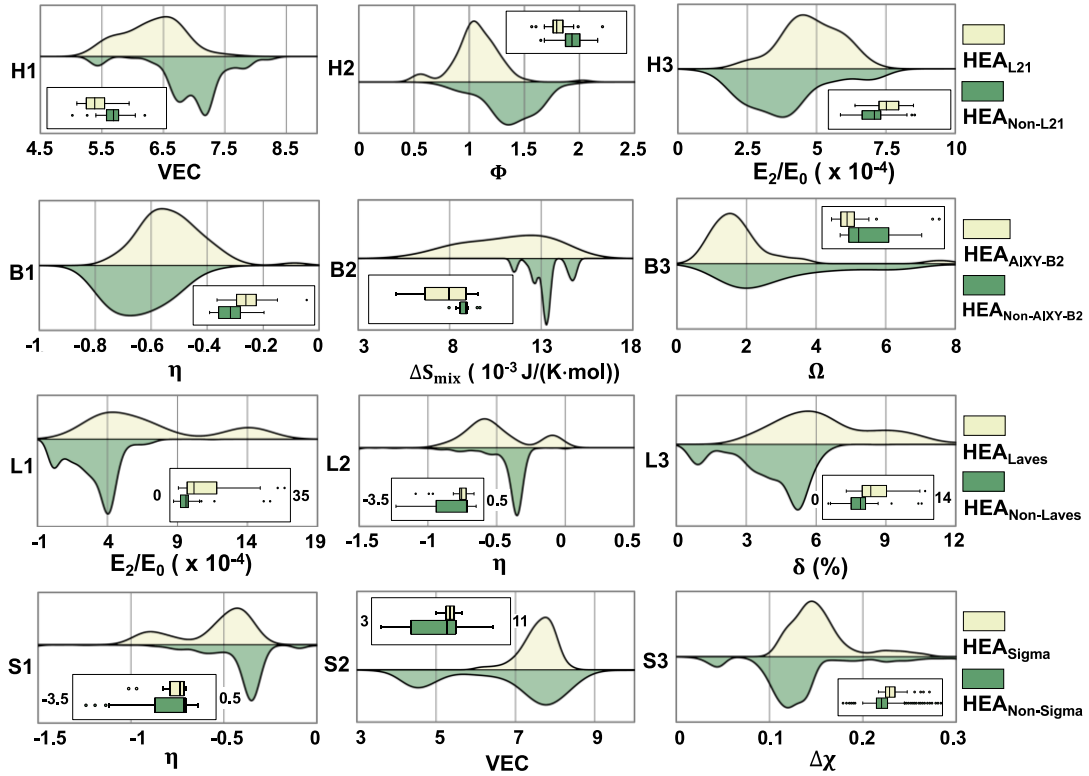 H1
4.5 5.5 6.5 7.5 8.5
VEC
H2
0 0.5 1.0 1.5 2.0 2.5
Φ
H3
0 2.5 5.0 7.5 10
E2/E0 ( x 10-4)
HEAL21
HEANon-L21
B1
-1 -0.8 -0.6 -0.4 -0.2 0
η
B2
3 8 13 18
ΔSmix ( 10-3 J/(K·mol))
B3
0 2 4 6 8
Ω
HEAAlXY-B2
HEANon-AlXY-B2
L1
0 35
-1 4 9 14 19
E2/E0 ( x 10-4)
L2
-3.5 0.5
-1.5 -1 -0.5 0 0.5
η
L3
0 14
0 3 6 9 12
δ (%)
HEALaves
HEANon-Laves
S1
-3.5 0.5
-1.5 -1 -0.5 0
η
S2
3 11
3 5 7 9
VEC
S3
0 0.1 0.2 0.3
Δχ
HEASigma
HEANon-Sigma